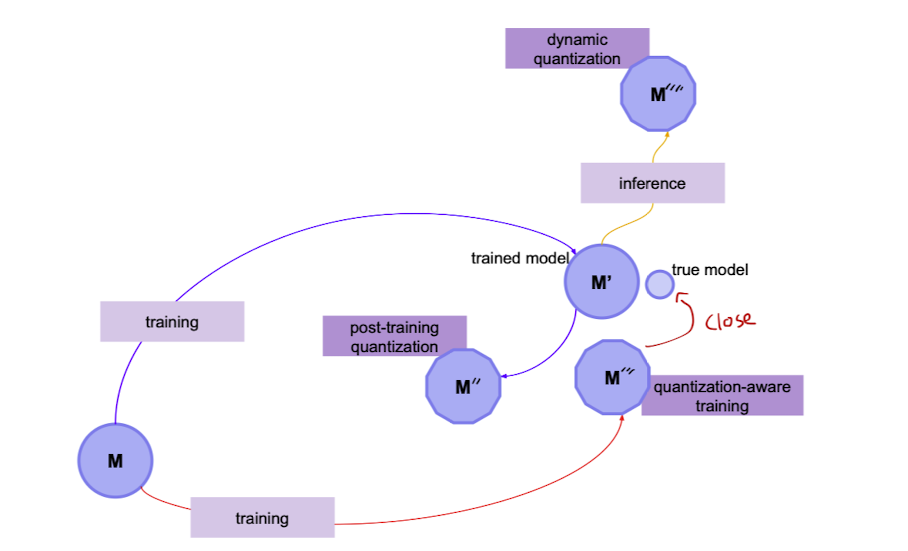 dynamic
quantization
M''''
inference
trained model
M'
true model
close
training
post-training
quantization
M''
M'''
quantization-aware
training
M
training